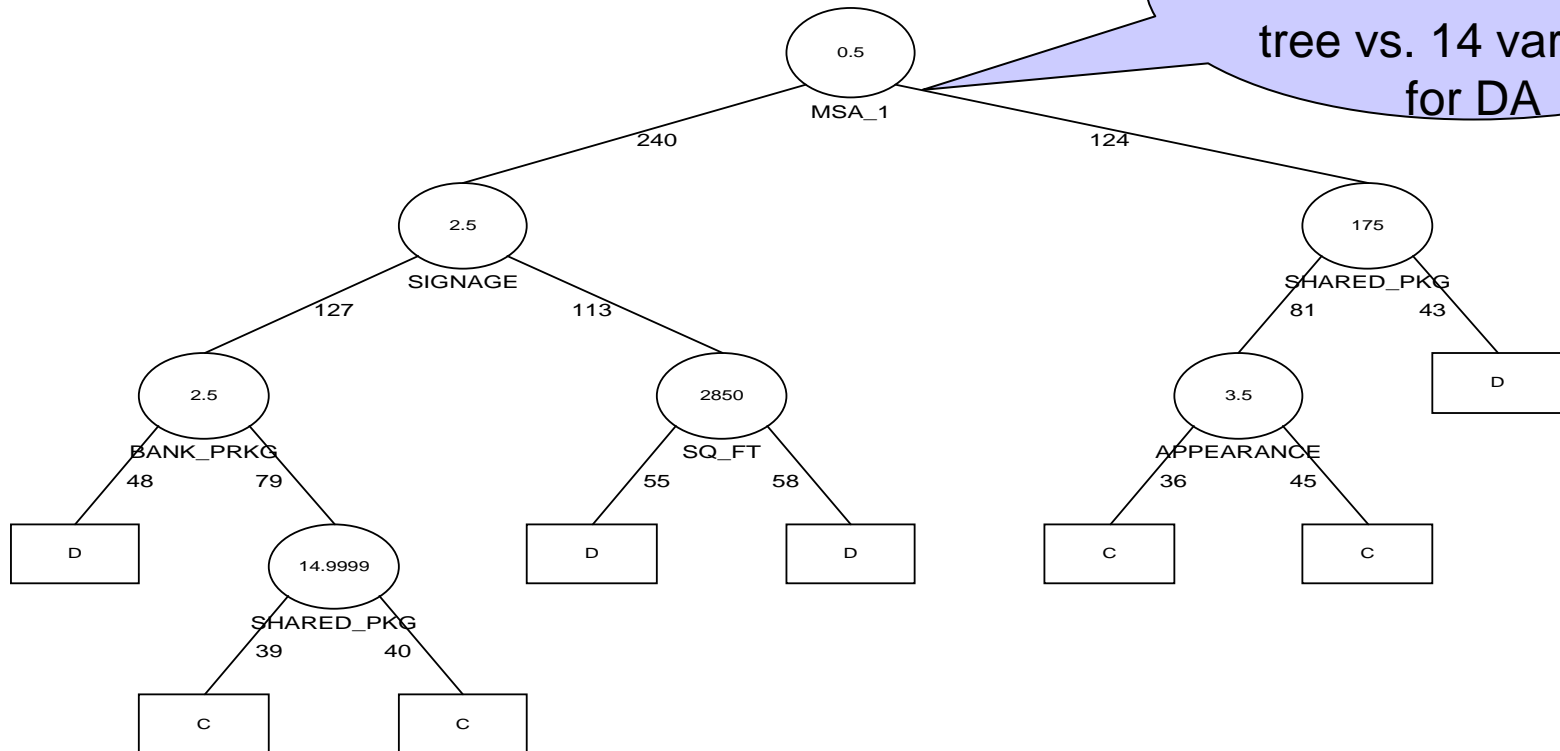 tree vs. 14 var
for DA
0.5
MSA_1
240
124
2.5
SIGNAGE
175
SHARED_PKG
127
113
81
43
2.5
BANK_PRKG
2850
SQ_FT
3.5
APPEARANCE
D
48
79
55
58
36
45
D
14.9999
SHARED_PKG
D
D
C
C
39
40
C
C